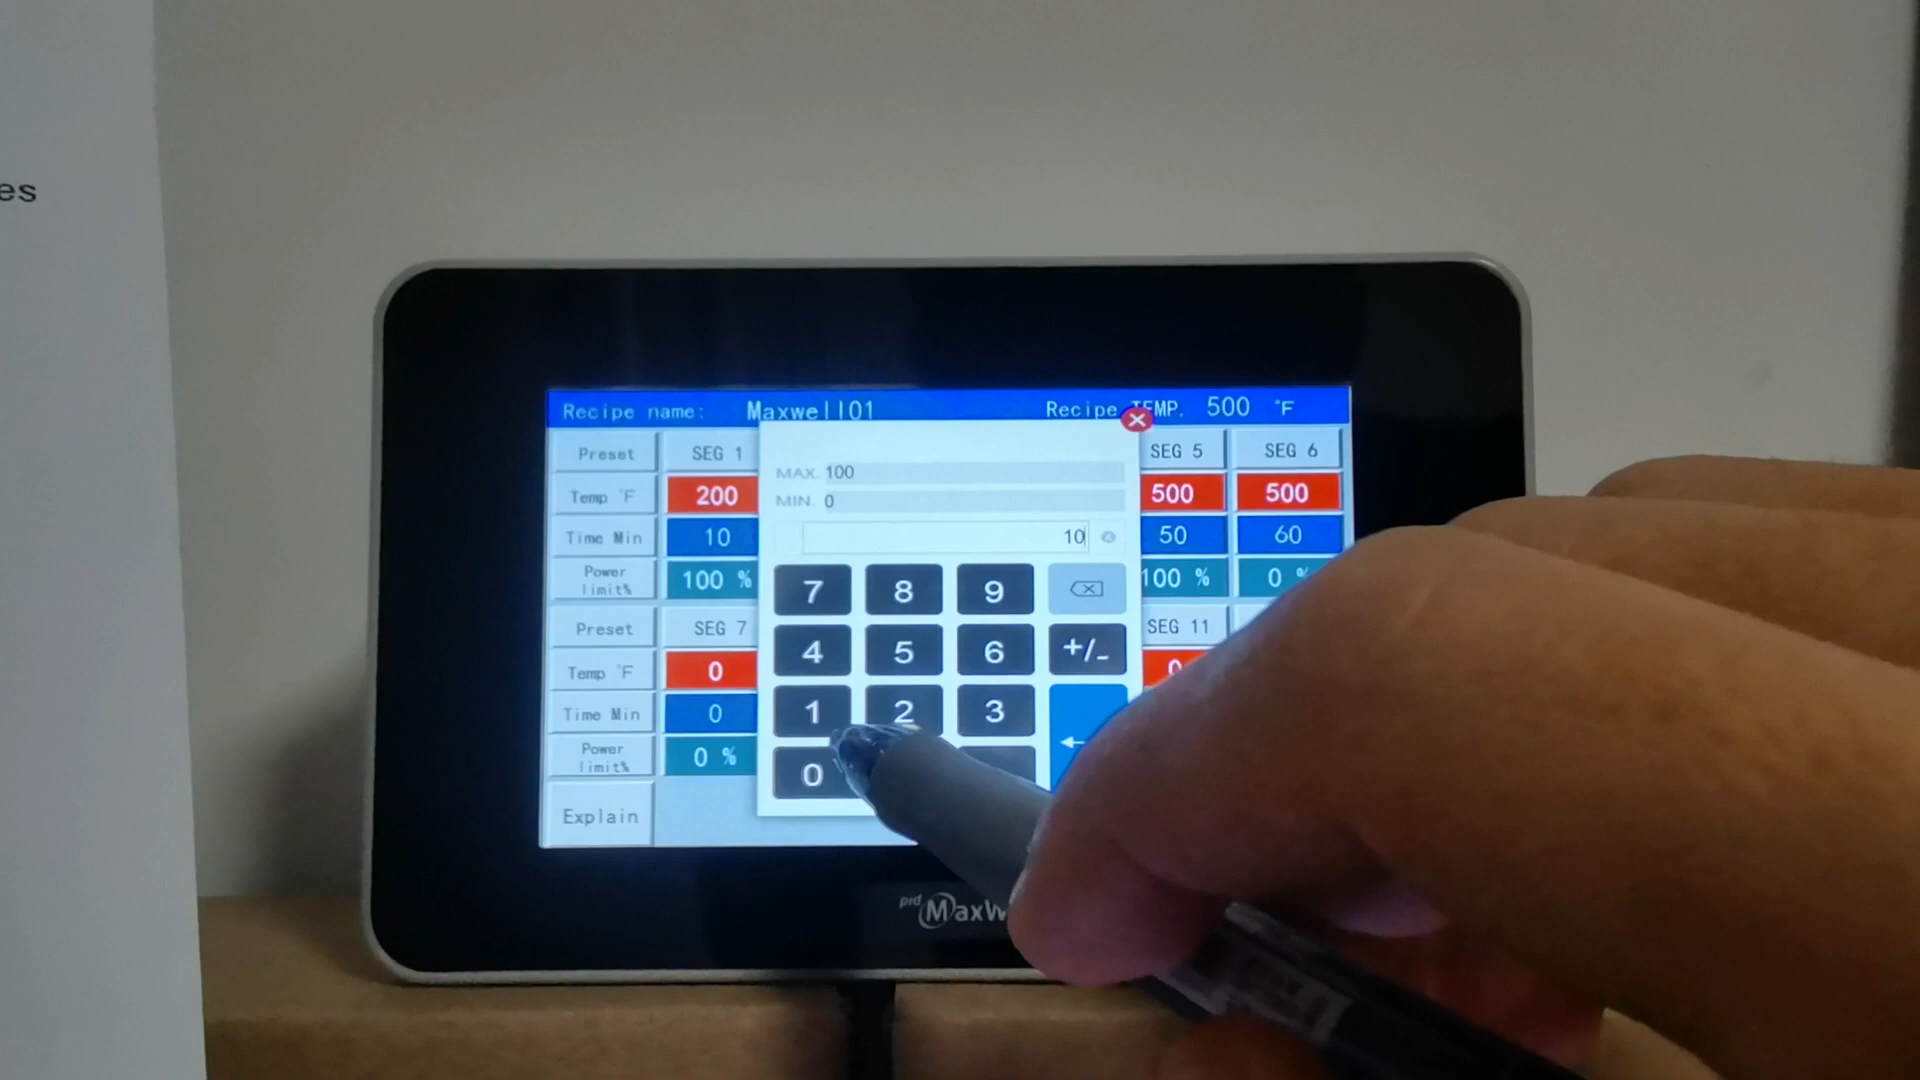 es
Recipe name: Maxwell01 Recipe TEMP. 500 °F
Preset SEG 1 SEG 5 SEG 6
Temp °F 200 500 500
Time Min 10 50 60
Power limit% 100 % 100 % 0 %
Preset SEG 7 SEG 11
Temp °F 0 0
Time Min 0
Power limit% 0 %
Explain
MAX. 100
MIN. 0
10
7 8 9
4 5 6 +/-
1 2 3
0
pid MaxW